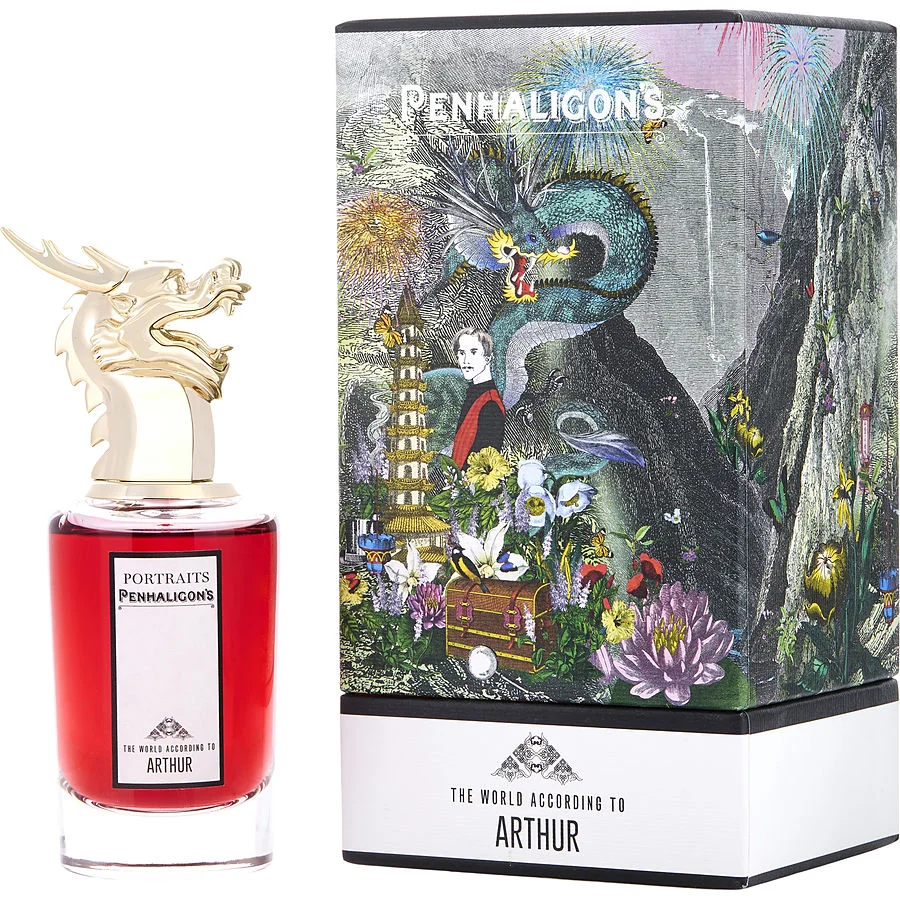 PENHALIGON'S
PORTRAITS
PENHALIGON'S
THE WORLD ACCORDING TO
ARTHUR
THE WORLD ACCORDING TO
ARTHUR